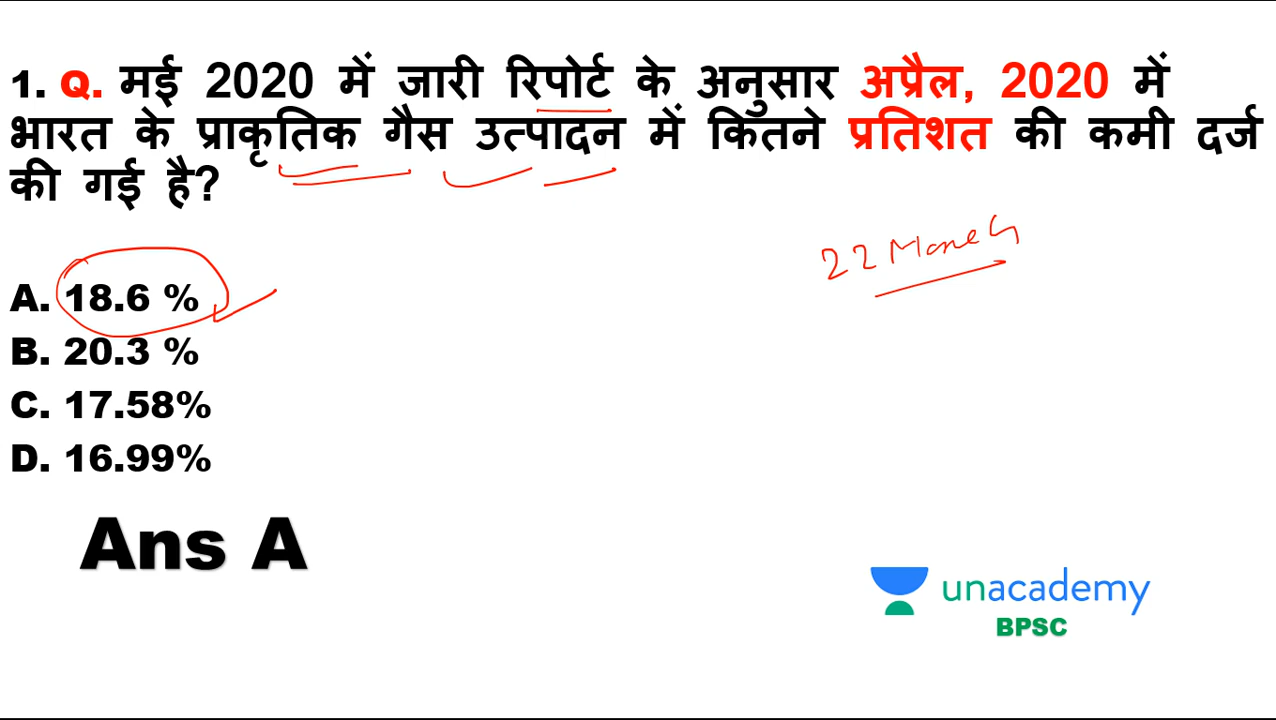 1. Q. मई 2020 में जारी रिपोर्ट के अनुसार अप्रैल, 2020 में
भारत के प्राकृतिक गैस उत्पादन में कितने प्रतिशत की कमी दर्ज
की गई है?
22
A. 18.6 %
B. 20.3 %
C. 17.58%
D. 16.99%
Ans A
unacademy
BPSC